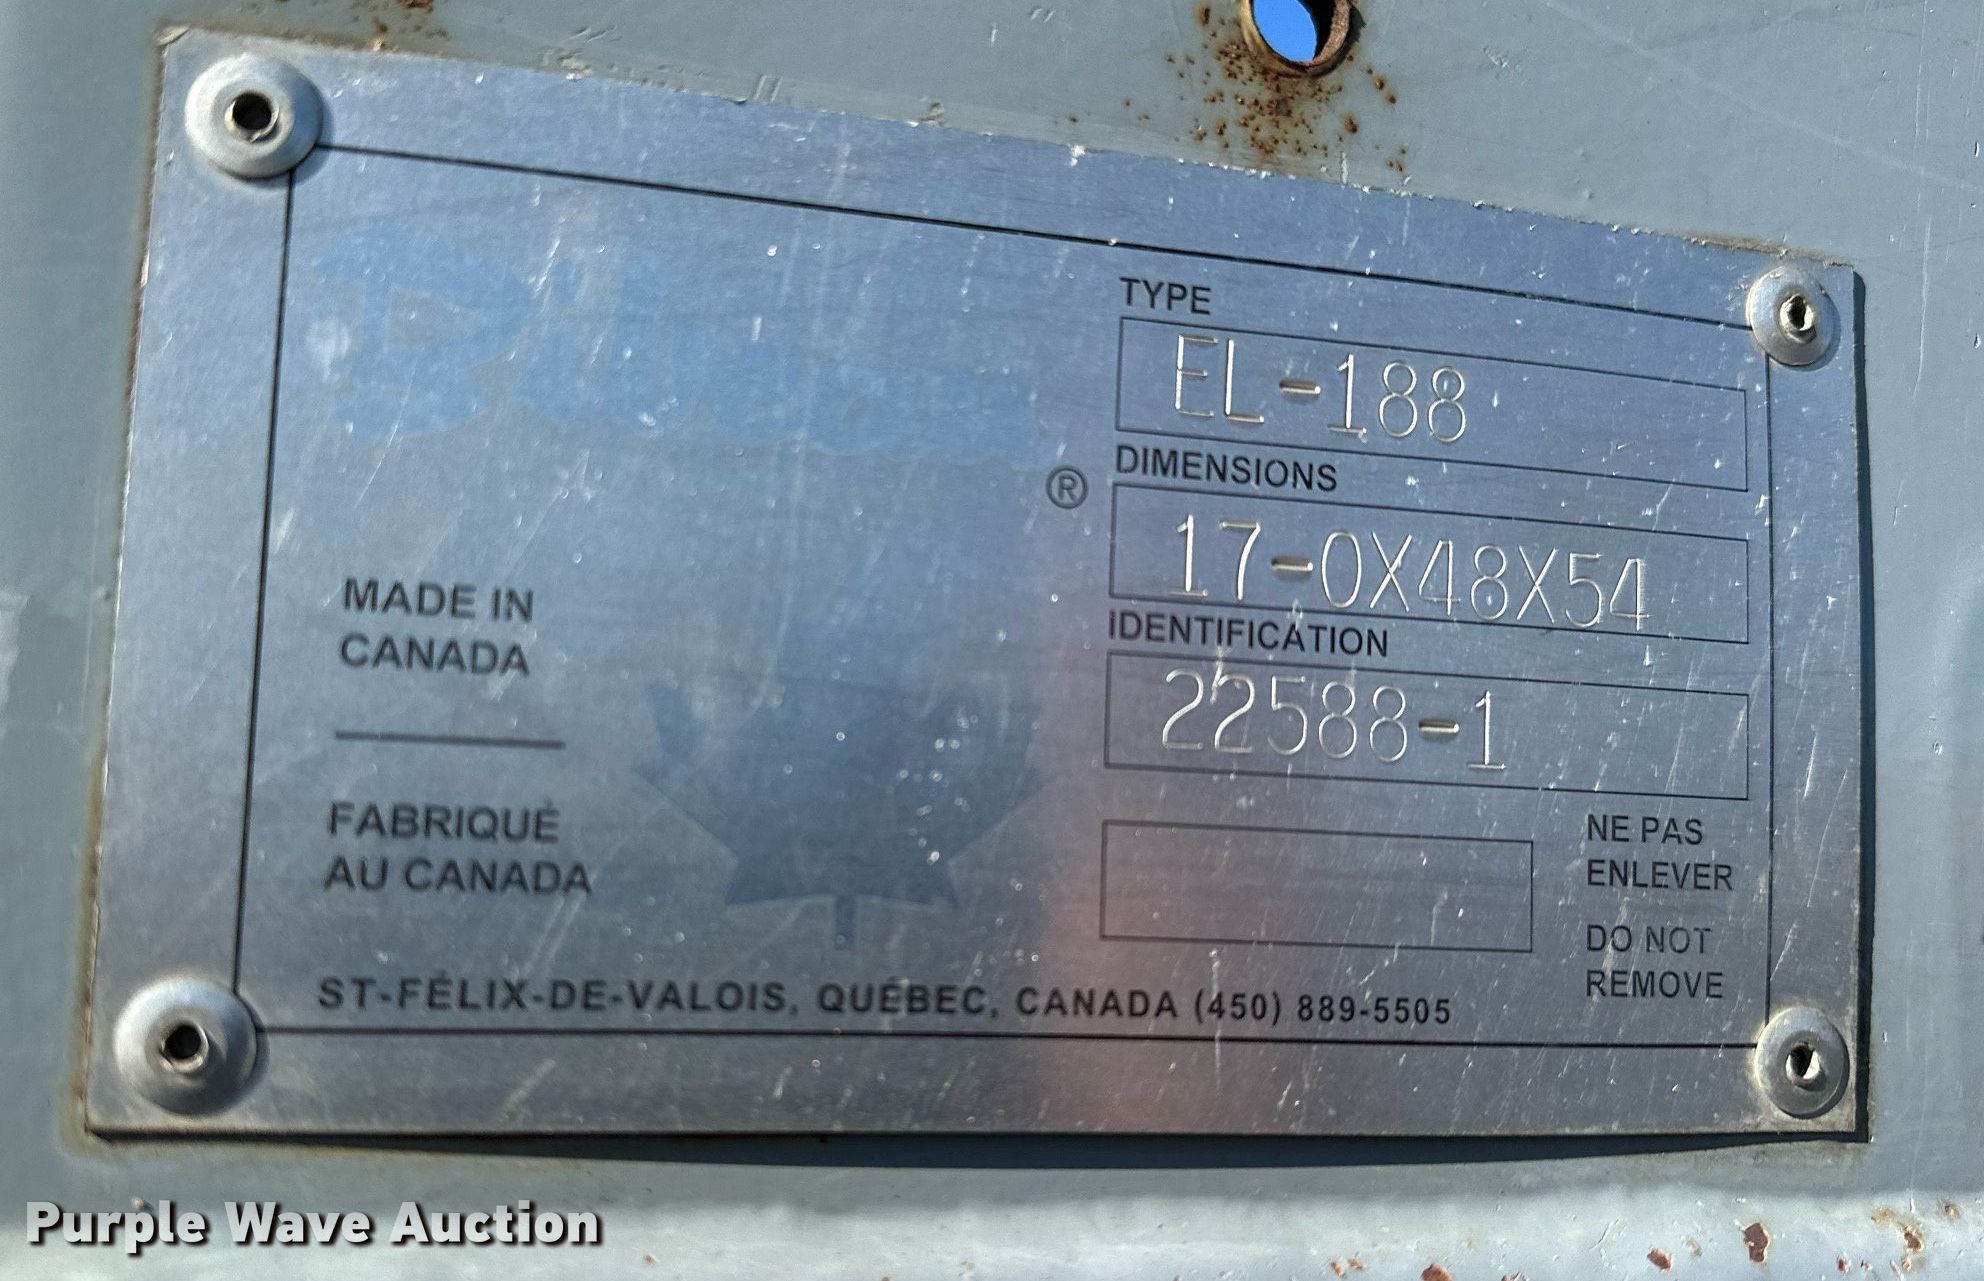 TYPE
EL-188
DIMENSIONS
®
17-0X48X54
IDENTIFICATION
22588-1
MADE IN
CANADA
FABRIQUÉ
AU CANADA
NE PAS
ENLEVER
DO NOT
REMOVE
ST-FÉLIX-DE-VALOIS, QUÉBEC, CANADA (450) 889-5505
Purple Wave Auction